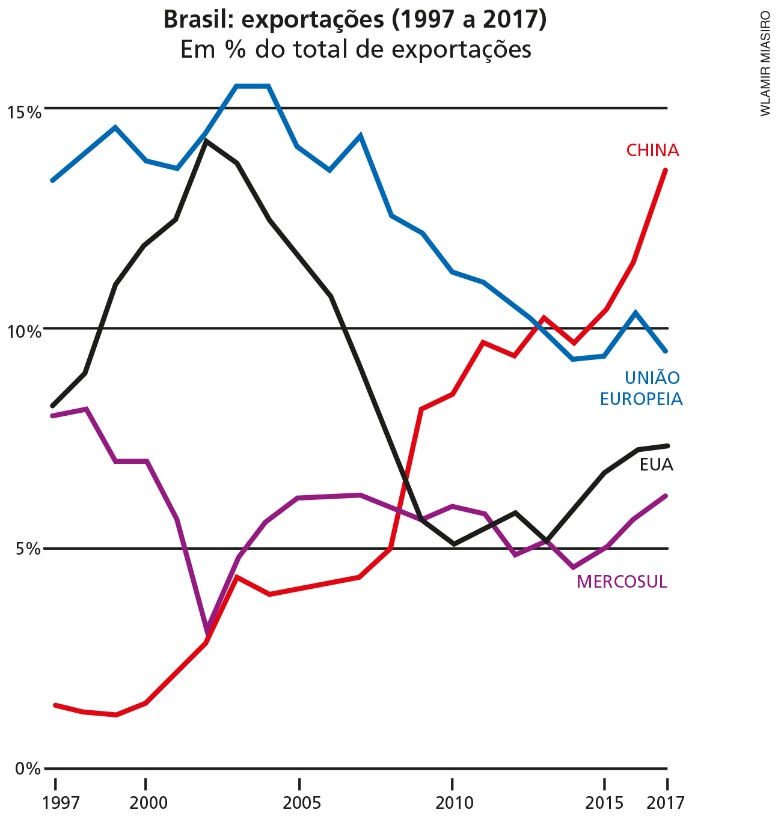 Brasil: exportações (1997 a 2017)
Em % do total de exportações
WLAMIR MIASIRO
15%
CHINA
10%
UNIÃO
EUROPEIA
EUA
5%
MERCOSUL
0%
1997 2000 2005 2010 2015 2017